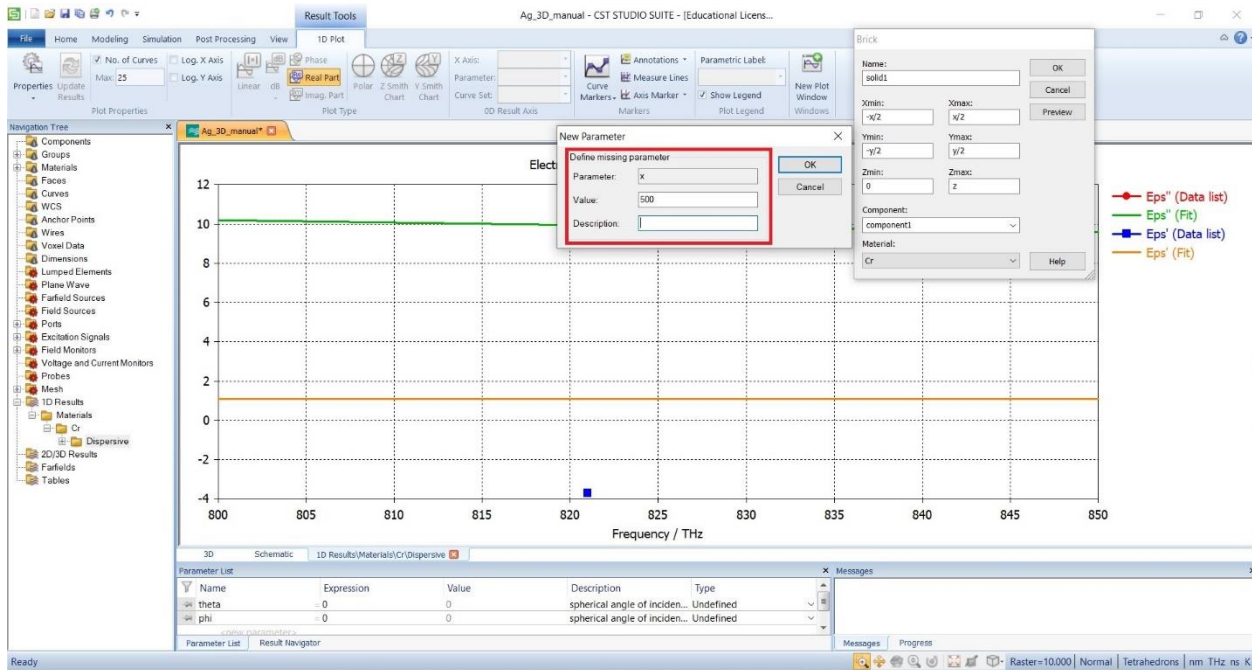 Result Tools
Ag_3D_manual - CST STUDIO SUITE - [Educational Licens...
File Home Modeling Simulation Post Processing View 1D Plot
Properties
Update Results
No. of Curves
Max: 25
Plot Properties
Log. X Axis
Log. Y Axis
Linear
dB
Phase
Real Part
Imag. Part
Polar
Z Smith Chart
Y Smith Chart
Plot Type
X Axis:
Parameter:
Curve Set:
0D Result Axis
Curve Markers
Annotations
Measure Lines
Axis Marker
Markers
Parametric Label:
Show Legend
Plot Legend
New Plot Window
Windows
Navigation Tree
Components
Groups
Materials
Faces
Curves
WCS
Anchor Points
Wires
Voxel Data
Dimensions
Lumped Elements
Plane Wave
Farfield Sources
Field Sources
Ports
Excitation Signals
Field Monitors
Voltage and Current Monitors
Probes
Mesh
1D Results
Materials
Cr
Dispersive
2D/3D Results
Farfields
Tables
Ag_3D_manual*
Elect
12
10
8
6
4
2
0
-2
-4
800 805 810 815 820 825 830 835 840 845 850
Frequency / THz
Eps" (Data list)
Eps" (Fit)
Eps' (Data list)
Eps' (Fit)
New Parameter
Define missing parameter
Parameter: x
Value: 500
Description:
OK
Cancel
Brick
Name:
solid1
Xmin: Xmax:
-x/2 x/2
Ymin: Ymax:
-y/2 y/2
Zmin: Zmax:
0 z
Component:
component1
Material:
Cr
OK
Cancel
Preview
Help
3D Schematic 1D Results\Materials\Cr\Dispersive
Parameter List
Name Expression Value Description Type
theta = 0 0 spherical angle of inciden... Undefined
phi = 0 0 spherical angle of inciden... Undefined
<new parameter>
Parameter List Result Navigator
Messages
Messages Progress
Ready
Raster=10.000 Normal Tetrahedrons nm THz ns K